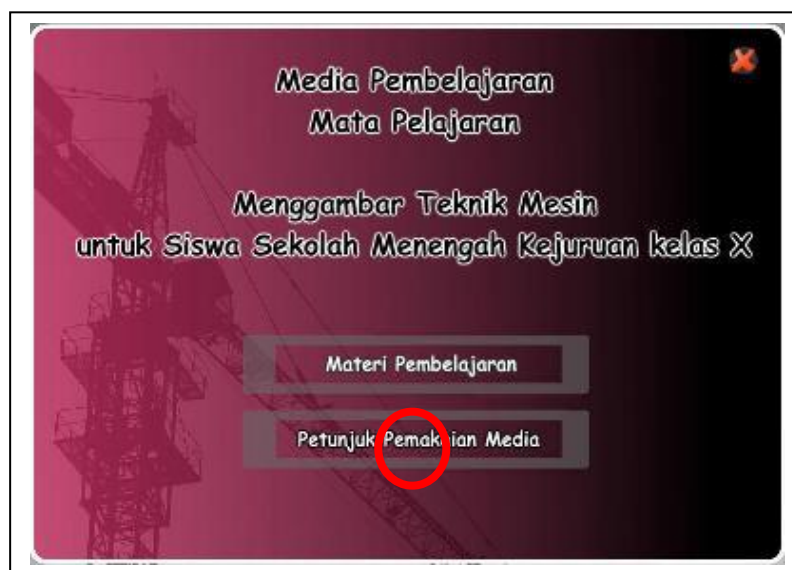 Media Pembelajaran
Mata Pelajaran
Menggambar Teknik Mesin
untuk Siswa Sekolah Menengah Kejuruan kelas X
Materi Pembelajaran
Petunjuk Pemakaian Media